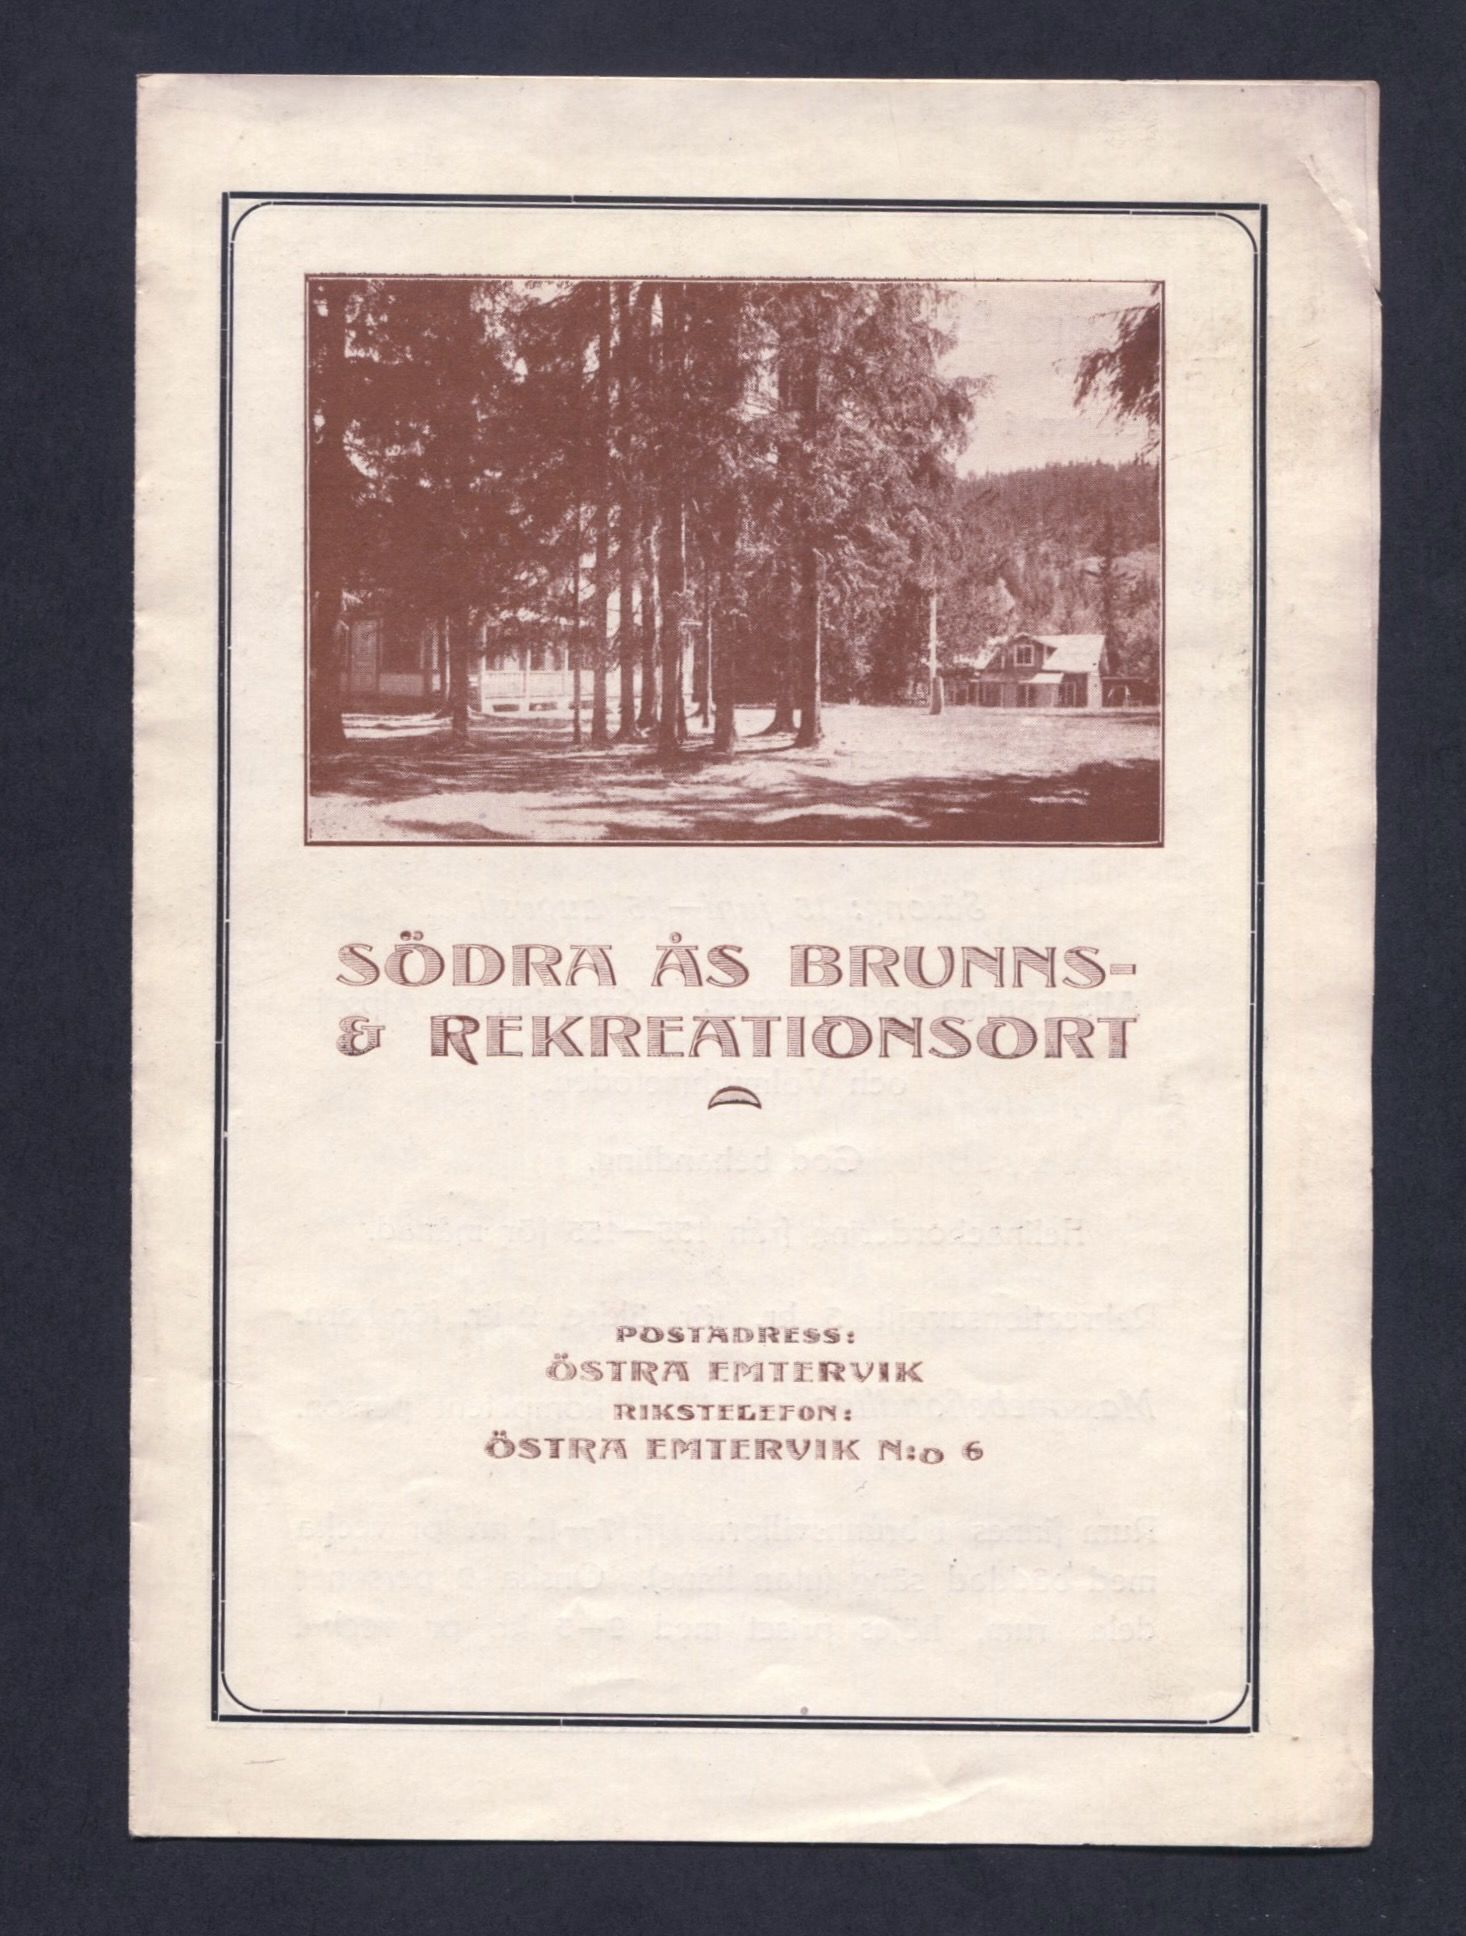 SÖDRA ÅS BRUNNS-
& REKREATIONSORT
POSTADRESS:
ÖSTRA EMTERVIK
RIKSTELEFON:
ÖSTRA EMTERVIK N:o 6